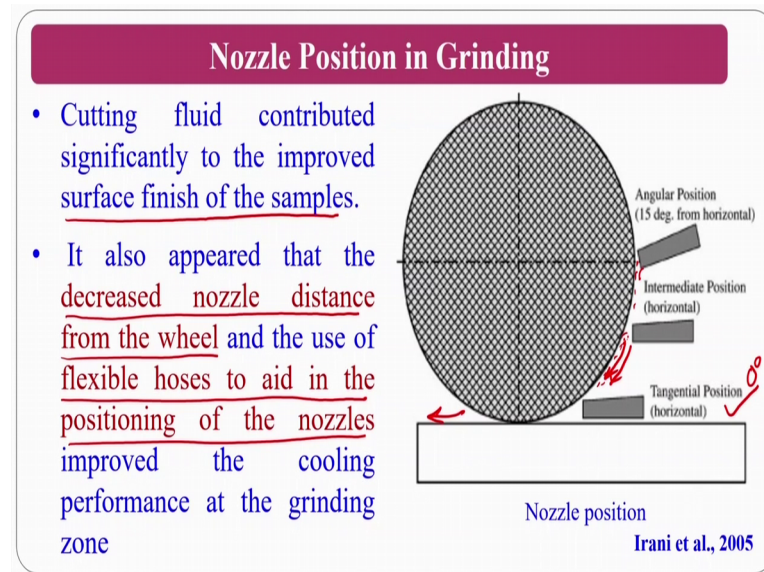 Nozzle Position in Grinding
• Cutting fluid contributed
significantly to the improved
surface finish of the samples.
• It also appeared that the
decreased nozzle distance
from the wheel and the use of
flexible hoses to aid in the
positioning of the nozzles
improved the cooling
performance at the grinding
zone
Angular Position
(15 deg. from horizontal)
Intermediate Position
(horizontal)
Tangential Position
(horizontal)
0°
Nozzle position
Irani et al., 2005